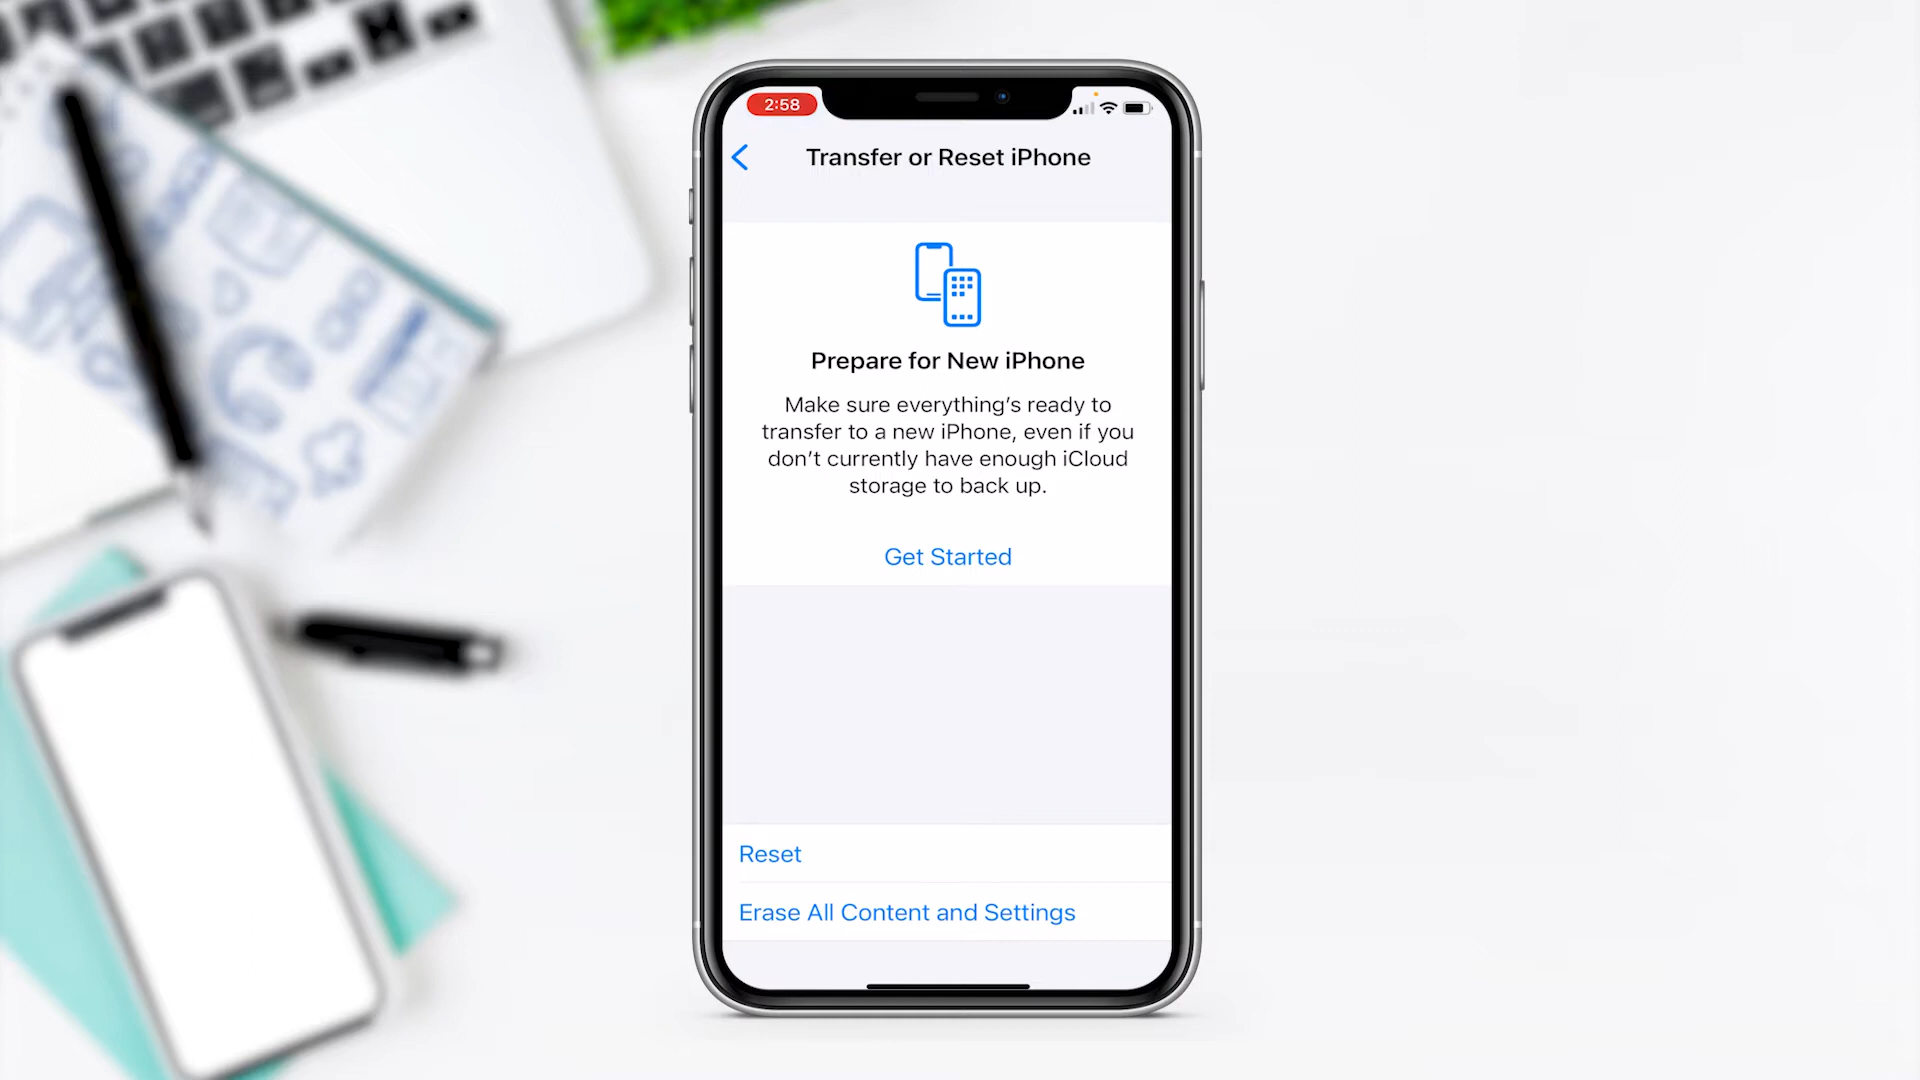 2:58
Transfer or Reset iPhone
Prepare for New iPhone
Make sure everything’s ready to
transfer to a new iPhone, even if you
don’t currently have enough iCloud
storage to back up.
Get Started
Reset
Erase All Content and Settings